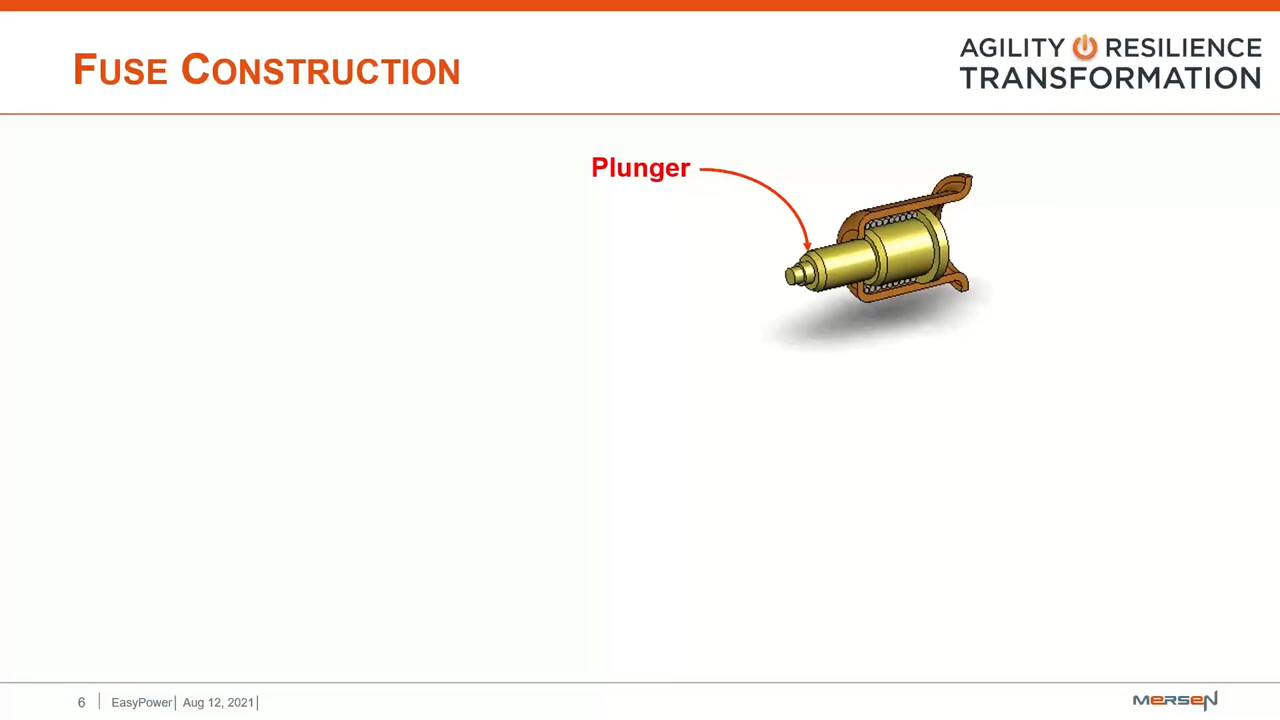 FUSE CONSTRUCTION
AGILITY RESILIENCE
TRANSFORMATION
Plunger
6 | EasyPower| Aug 12, 2021|
MERSEN